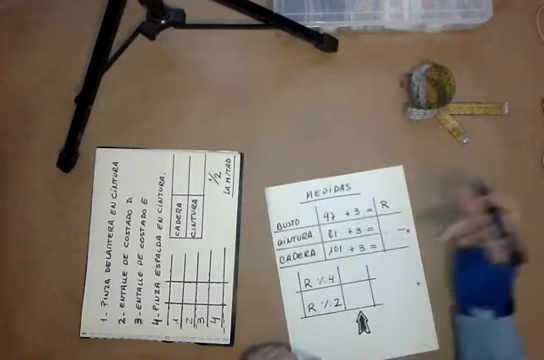 1- PINZA DELANTERA EN CINTURA
2- ENTALLE DE COSTADO D
3- ENTALLE DE COSTADO E
4- PINZA ESPALDA EN CINTURA.
CADERA
CINTURA
1/2
LA MITAD
1
2
3
4
MEDIDAS
R
BUSTO 97 + 3 =
CINTURA 81 + 3 =
CADERA 101 + 3 =
R % 4
R % 2